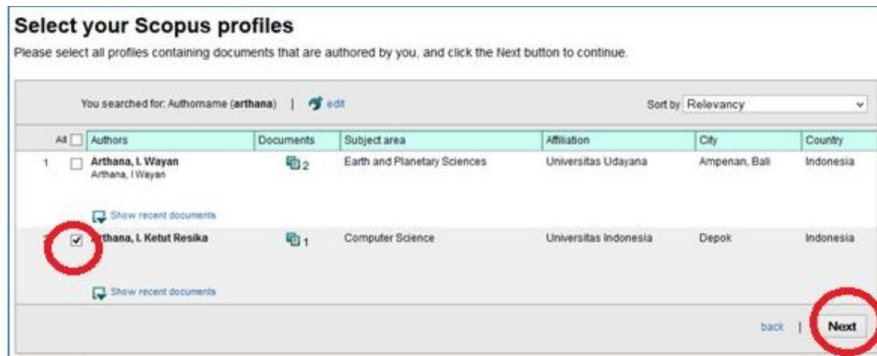 Select your Scopus profiles
Please select all profiles containing documents that are authored by you, and click the Next button to continue.
You searched for: Authorname (arthana) | edit Sort by Relevancy
All Authors Documents Subject area Affiliation City Country
1 Arthana, I. Wayan 2 Earth and Planetary Sciences Universitas Udayana Ampenan, Bali Indonesia
Arthana, I Wayan
Show recent documents
Arthana, I. Ketut Resika 1 Computer Science Universitas Indonesia Depok Indonesia
Show recent documents
back | Next